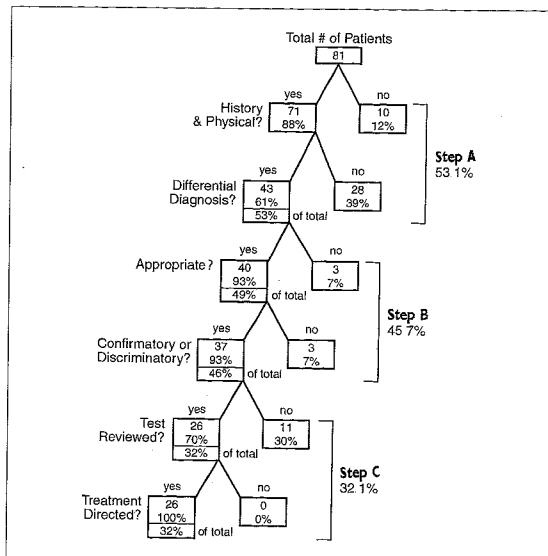 Total # of Patients
81
yes no
History
& Physical?
71
88%
10
12%
Step A
53.1%
yes no
Differential
Diagnosis?
43
61%
53% of total
28
39%
yes no
Appropriate?
40
93%
49% of total
3
7%
Step B
45.7%
yes no
Confirmatory or
Discriminatory?
37
93%
46% of total
3
7%
yes no
Test
Reviewed?
26
70%
32% of total
11
30%
Step C
32.1%
yes no
Treatment
Directed?
26
100%
32% of total
0
0%